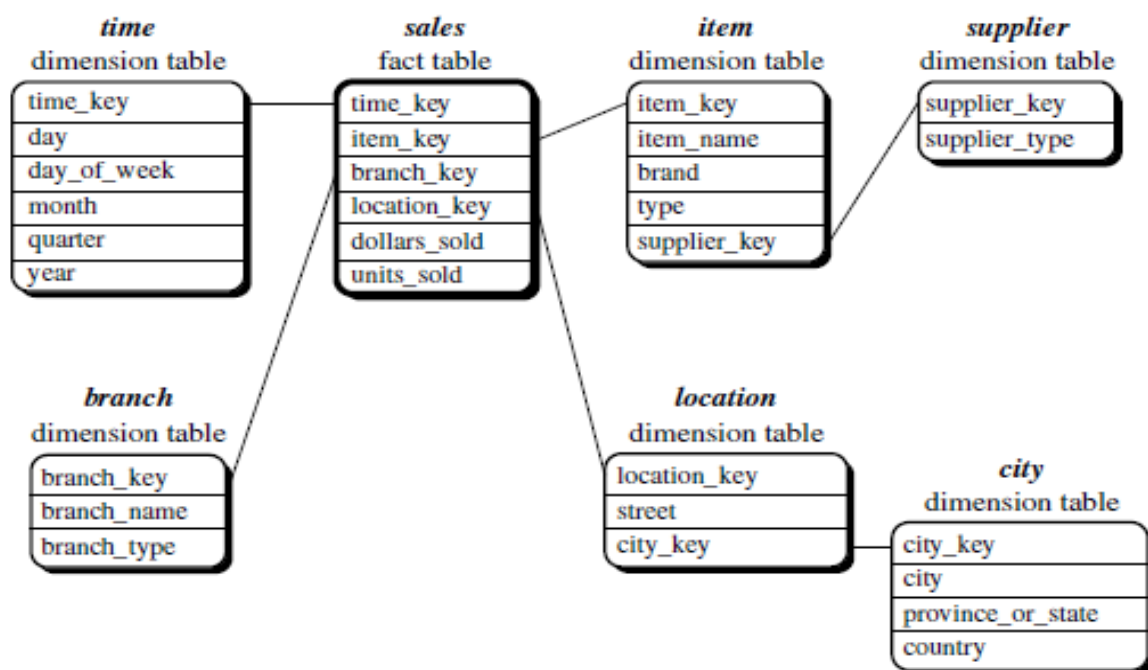 time
dimension table
time_key
day
day_of_week
month
quarter
year
sales
fact table
time_key
item_key
branch_key
location_key
dollars_sold
units_sold
item
dimension table
item_key
item_name
brand
type
supplier_key
supplier
dimension table
supplier_key
supplier_type
branch
dimension table
branch_key
branch_name
branch_type
location
dimension table
location_key
street
city_key
city
dimension table
city_key
city
province_or_state
country